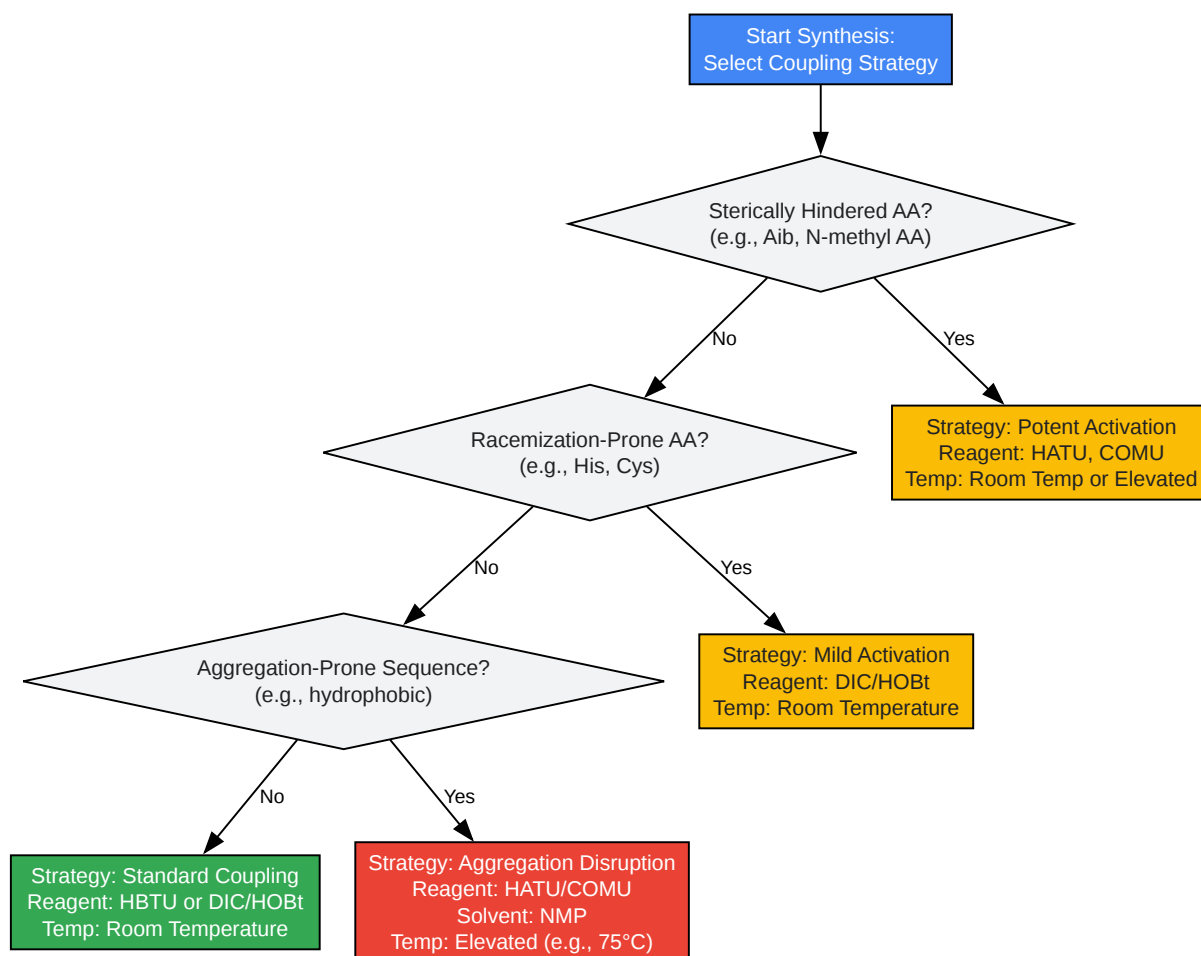 Start Synthesis:
Select Coupling Strategy
Sterically Hindered AA?
(e.g., Aib, N-methyl AA)
No
Yes
Racemization-Prone AA?
(e.g., His, Cys)
Strategy: Potent Activation
Reagent: HATU, COMU
Temp: Room Temp or Elevated
No
Yes
Aggregation-Prone Sequence?
(e.g., hydrophobic)
Strategy: Mild Activation
Reagent: DIC/HOBt
Temp: Room Temperature
No
Yes
Strategy: Standard Coupling
Reagent: HBTU or DIC/HOBt
Temp: Room Temperature
Strategy: Aggregation Disruption
Reagent: HATU/COMU
Solvent: NMP
Temp: Elevated (e.g., 75°C)